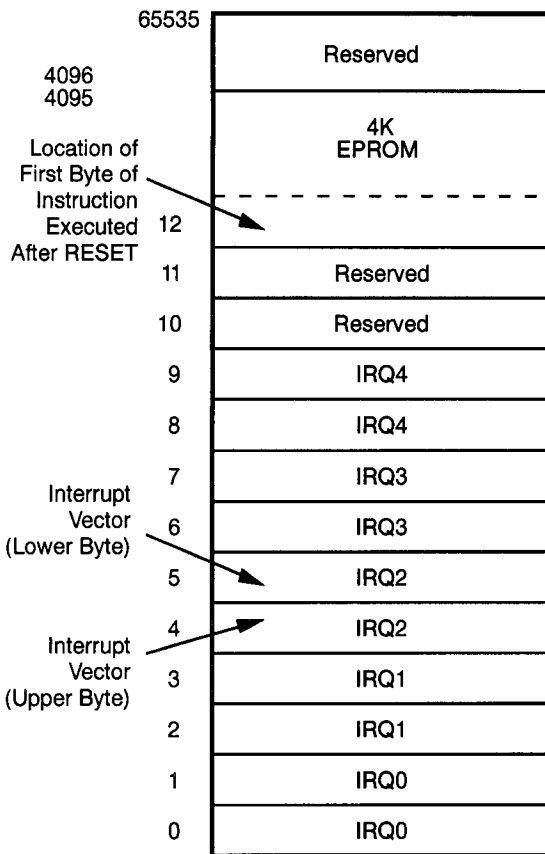 65535
Reserved
4096
4095
4K
EPROM
Location of
First Byte of
Instruction
Executed
After RESET
12
11 Reserved
10 Reserved
9 IRQ4
8 IRQ4
7 IRQ3
Interrupt
Vector
(Lower Byte)
6 IRQ3
5 IRQ2
4 IRQ2
Interrupt
Vector
(Upper Byte)
3 IRQ1
2 IRQ1
1 IRQ0
0 IRQ0